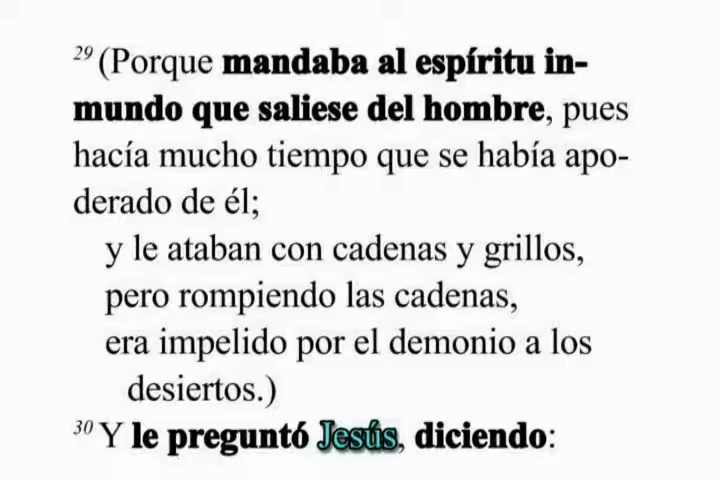 29 (Porque mandaba al espíritu in-
mundo que saliese del hombre, pues
hacía mucho tiempo que se había apo-
derado de él;
y le ataban con cadenas y grillos,
pero rompiendo las cadenas,
era impelido por el demonio a los
desiertos.)
30 Y le preguntó Jesús, diciendo: